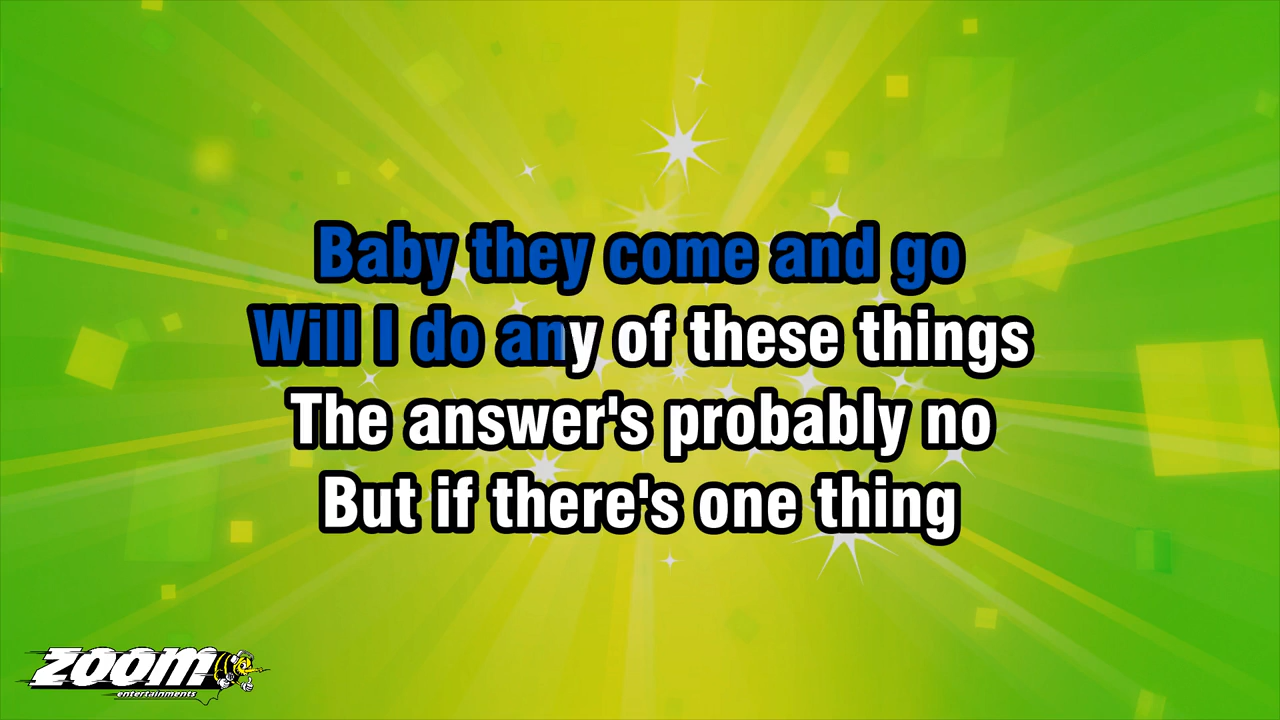 Baby they come and go
Will I do any of these things
The answer's probably no
But if there's one thing
zoom
entertainments